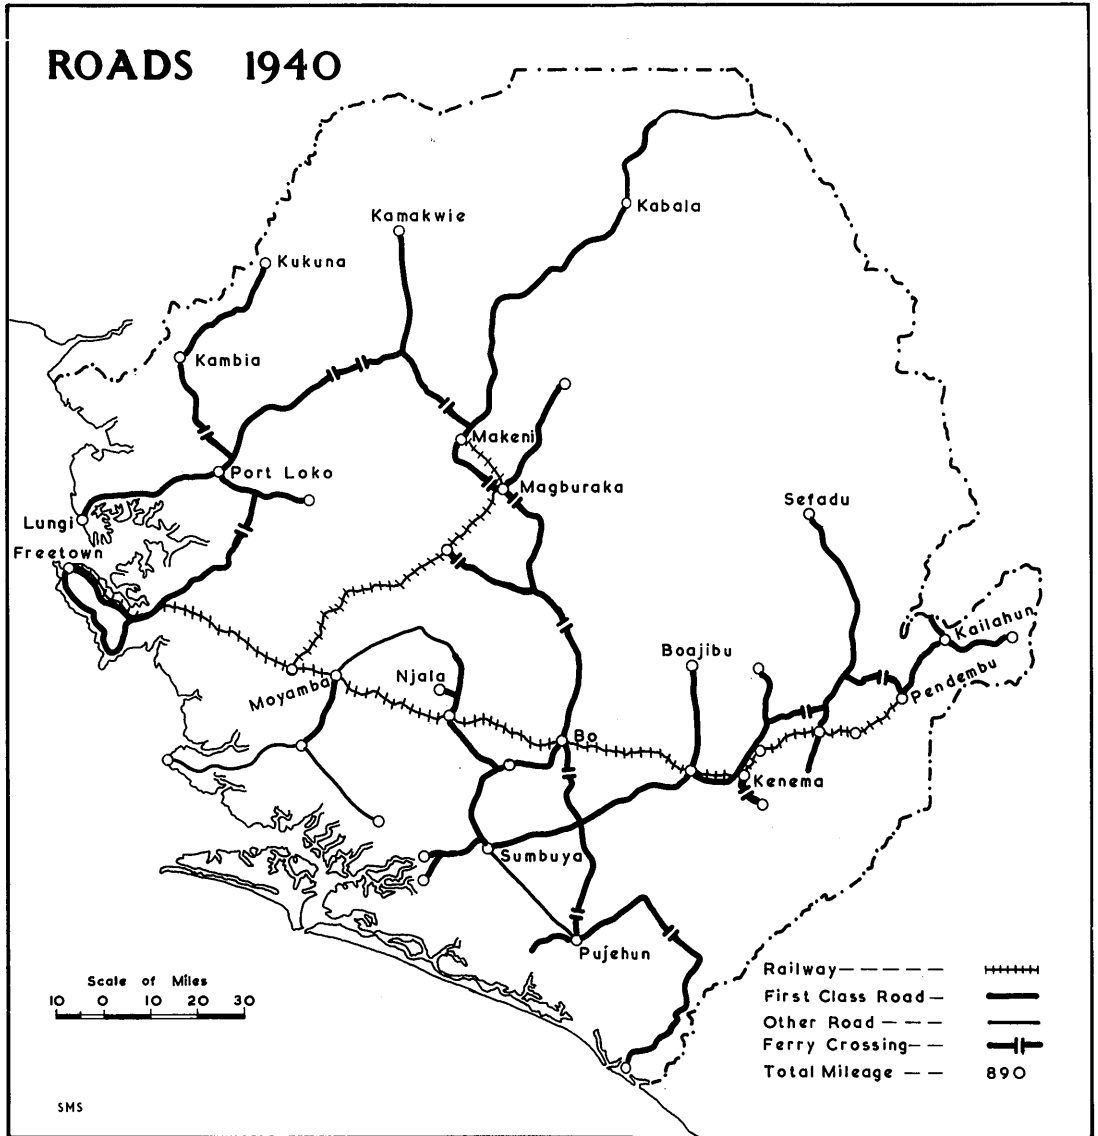 ROADS 1940
Kamakwie
Kabala
Kukuna
Kambia
Makeni
Port Loko
Magburaka
Sefadu
Lungi
Freetown
Kailahun
Boajibu
Njala
Moyamba
Pendembu
Bo
Kenema
Sumbuya
Pujehun
Scale of Miles
10 0 10 20 30
Railway
First Class Road
Other Road
Ferry Crossing
Total Mileage 890
SMS